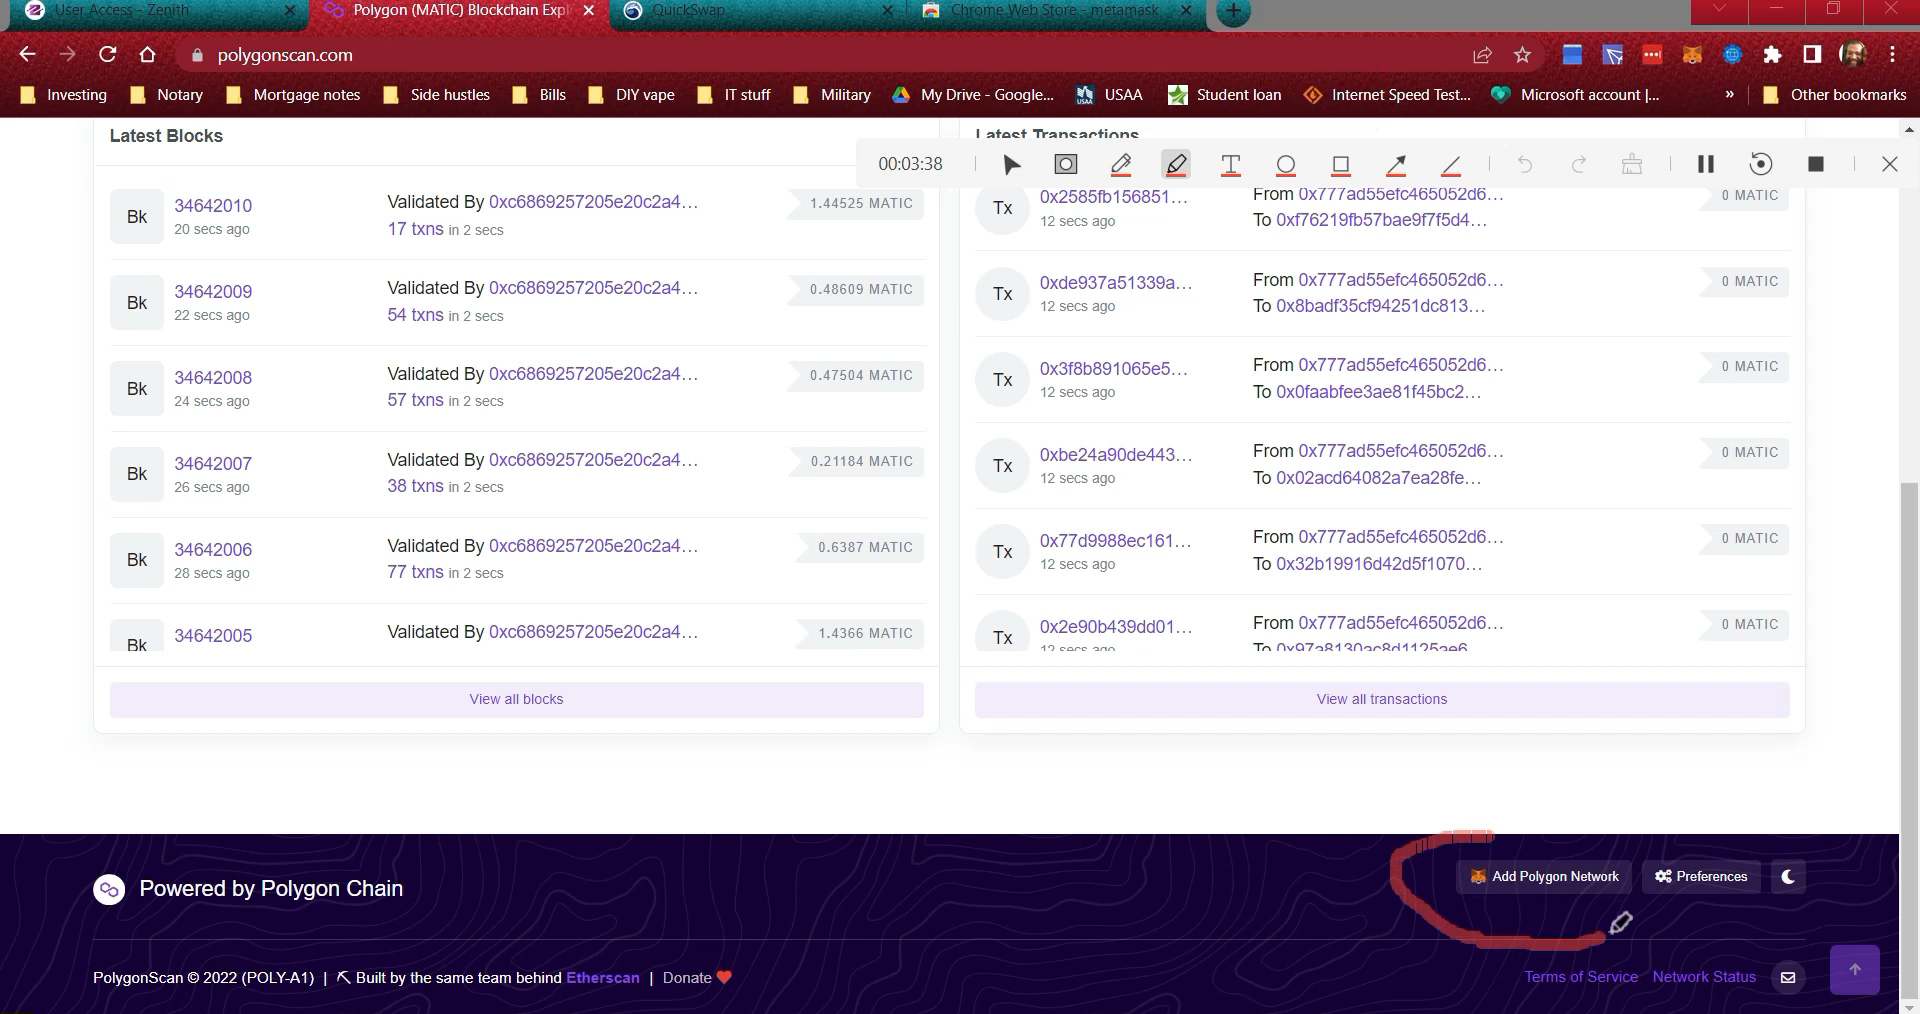 User Access - Zenith
Polygon (MATIC) Blockchain Expl
QuickSwap
Chrome Web Store - metamask
polygonscan.com
Investing
Notary
Mortgage notes
Side hustles
Bills
DIY vape
IT stuff
Military
My Drive - Google...
USAA
Student loan
Internet Speed Test...
Microsoft account |...
»
Other bookmarks
00:03:38
Latest Blocks
Bk
34642010
20 secs ago
Validated By 0xc6869257205e20c2a4...
17 txns in 2 secs
1.44525 MATIC
Bk
34642009
22 secs ago
Validated By 0xc6869257205e20c2a4...
54 txns in 2 secs
0.48609 MATIC
Bk
34642008
24 secs ago
Validated By 0xc6869257205e20c2a4...
57 txns in 2 secs
0.47504 MATIC
Bk
34642007
26 secs ago
Validated By 0xc6869257205e20c2a4...
38 txns in 2 secs
0.21184 MATIC
Bk
34642006
28 secs ago
Validated By 0xc6869257205e20c2a4...
77 txns in 2 secs
0.6387 MATIC
Bk
34642005
Validated By 0xc6869257205e20c2a4...
1.4366 MATIC
View all blocks
Latest Transactions
Tx
0x2585fb156851...
12 secs ago
From 0x777ad55efc465052d6...
To 0xf76219fb57bae9f7f5d4...
0 MATIC
Tx
0xde937a51339a...
12 secs ago
From 0x777ad55efc465052d6...
To 0x8badf35cf94251dc813...
0 MATIC
Tx
0x3f8b891065e5...
12 secs ago
From 0x777ad55efc465052d6...
To 0x0faabfee3ae81f45bc2...
0 MATIC
Tx
0xbe24a90de443...
12 secs ago
From 0x777ad55efc465052d6...
To 0x02acd64082a7ea28fe...
0 MATIC
Tx
0x77d9988ec161...
12 secs ago
From 0x777ad55efc465052d6...
To 0x32b19916d42d5f1070...
0 MATIC
Tx
0x2e90b439dd01...
12 secs ago
From 0x777ad55efc465052d6...
To 0x97a8130ac8d1125ae6
0 MATIC
View all transactions
Powered by Polygon Chain
Add Polygon Network
Preferences
PolygonScan © 2022 (POLY-A1) | Built by the same team behind Etherscan | Donate
Terms of Service
Network Status